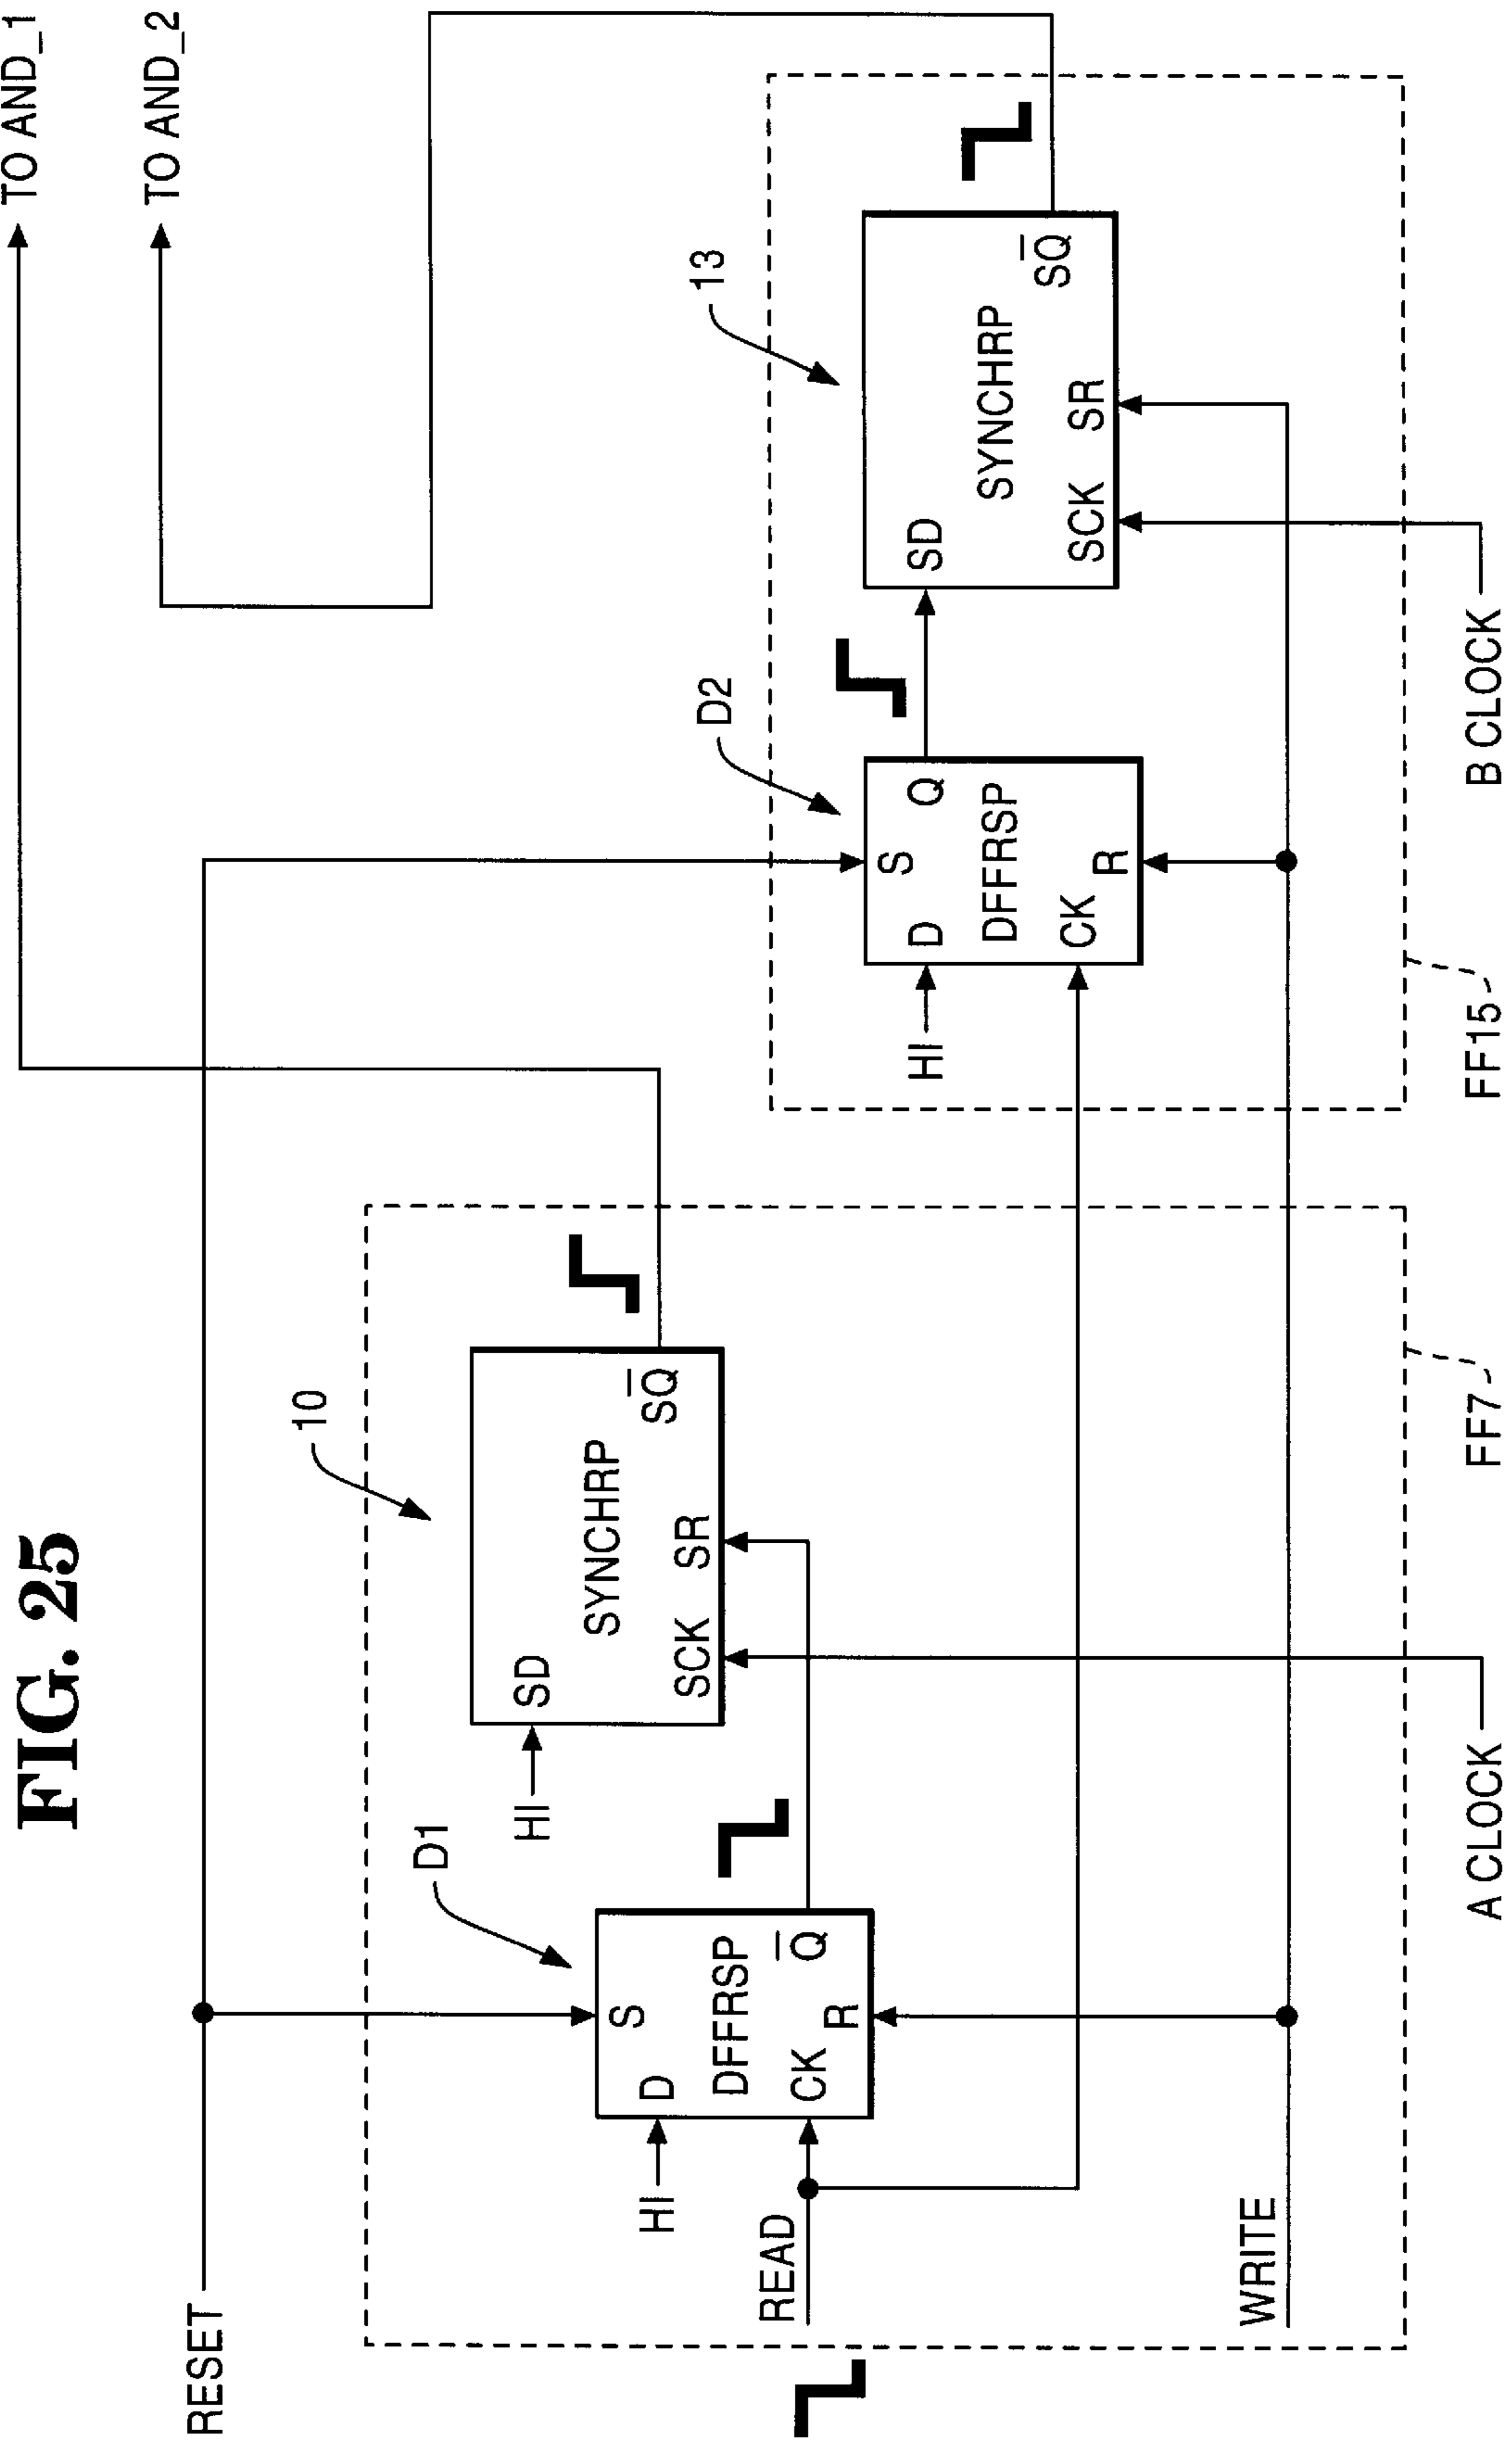 FIG. 25
TO AND_1
TO AND_2
RESET
D1
10
HI
SD
SYNCHRP
SCK
SR
S̅Q̅
HI
D
S
DFFRSP
CK
Q̅
R
READ
WRITE
D2
13
HI
D
S
Q
DFFRSP
CK
R
SD
SYNCHRP
SCK
SR
SQ̅
A CLOCK
FF7
FF15
B CLOCK